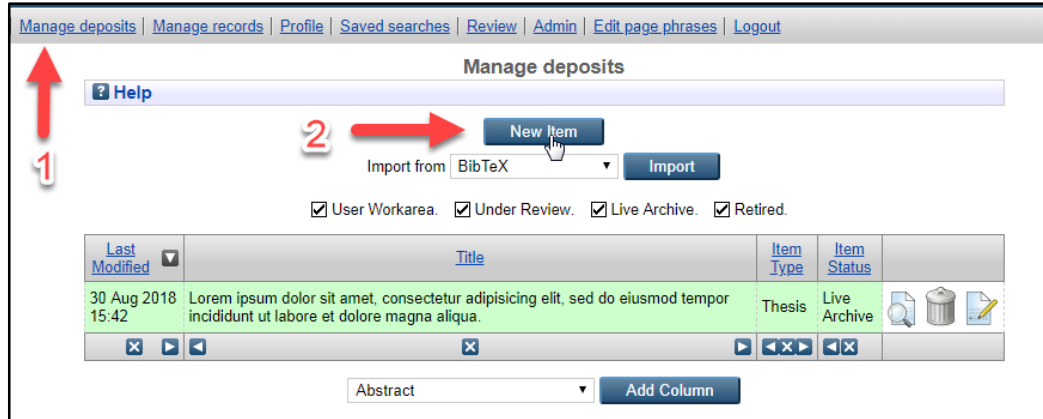 Manage deposits | Manage records | Profile | Saved searches | Review | Admin | Edit page phrases | Logout
Manage deposits
? Help
1
2
New Item
Import from BibTeX Import
User Workarea. Under Review. Live Archive. Retired.
Last Modified Title Item Type Item Status
30 Aug 2018 Lorem ipsum dolor sit amet, consectetur adipisicing elit, sed do eiusmod tempor Thesis Live
15:42 incididunt ut labore et dolore magna aliqua. Archive
Abstract Add Column